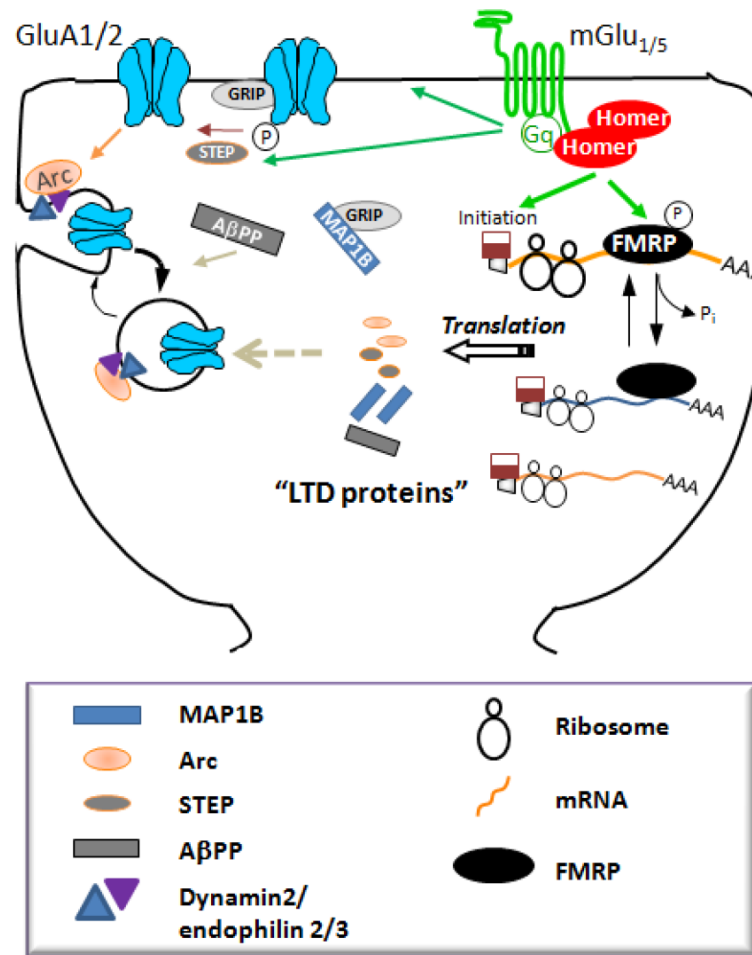 GluA1/2
mGlu1/5
GRIP
P
STEP
Gq
Homer
Homer
Arc
AβPP
GRIP
MAP1B
Initiation
P
FMRP
AAA
Pi
Translation
AAA
"LTD proteins"
AAA
MAP1B
Arc
STEP
AβPP
Dynamin2/
endophilin 2/3
Ribosome
mRNA
FMRP